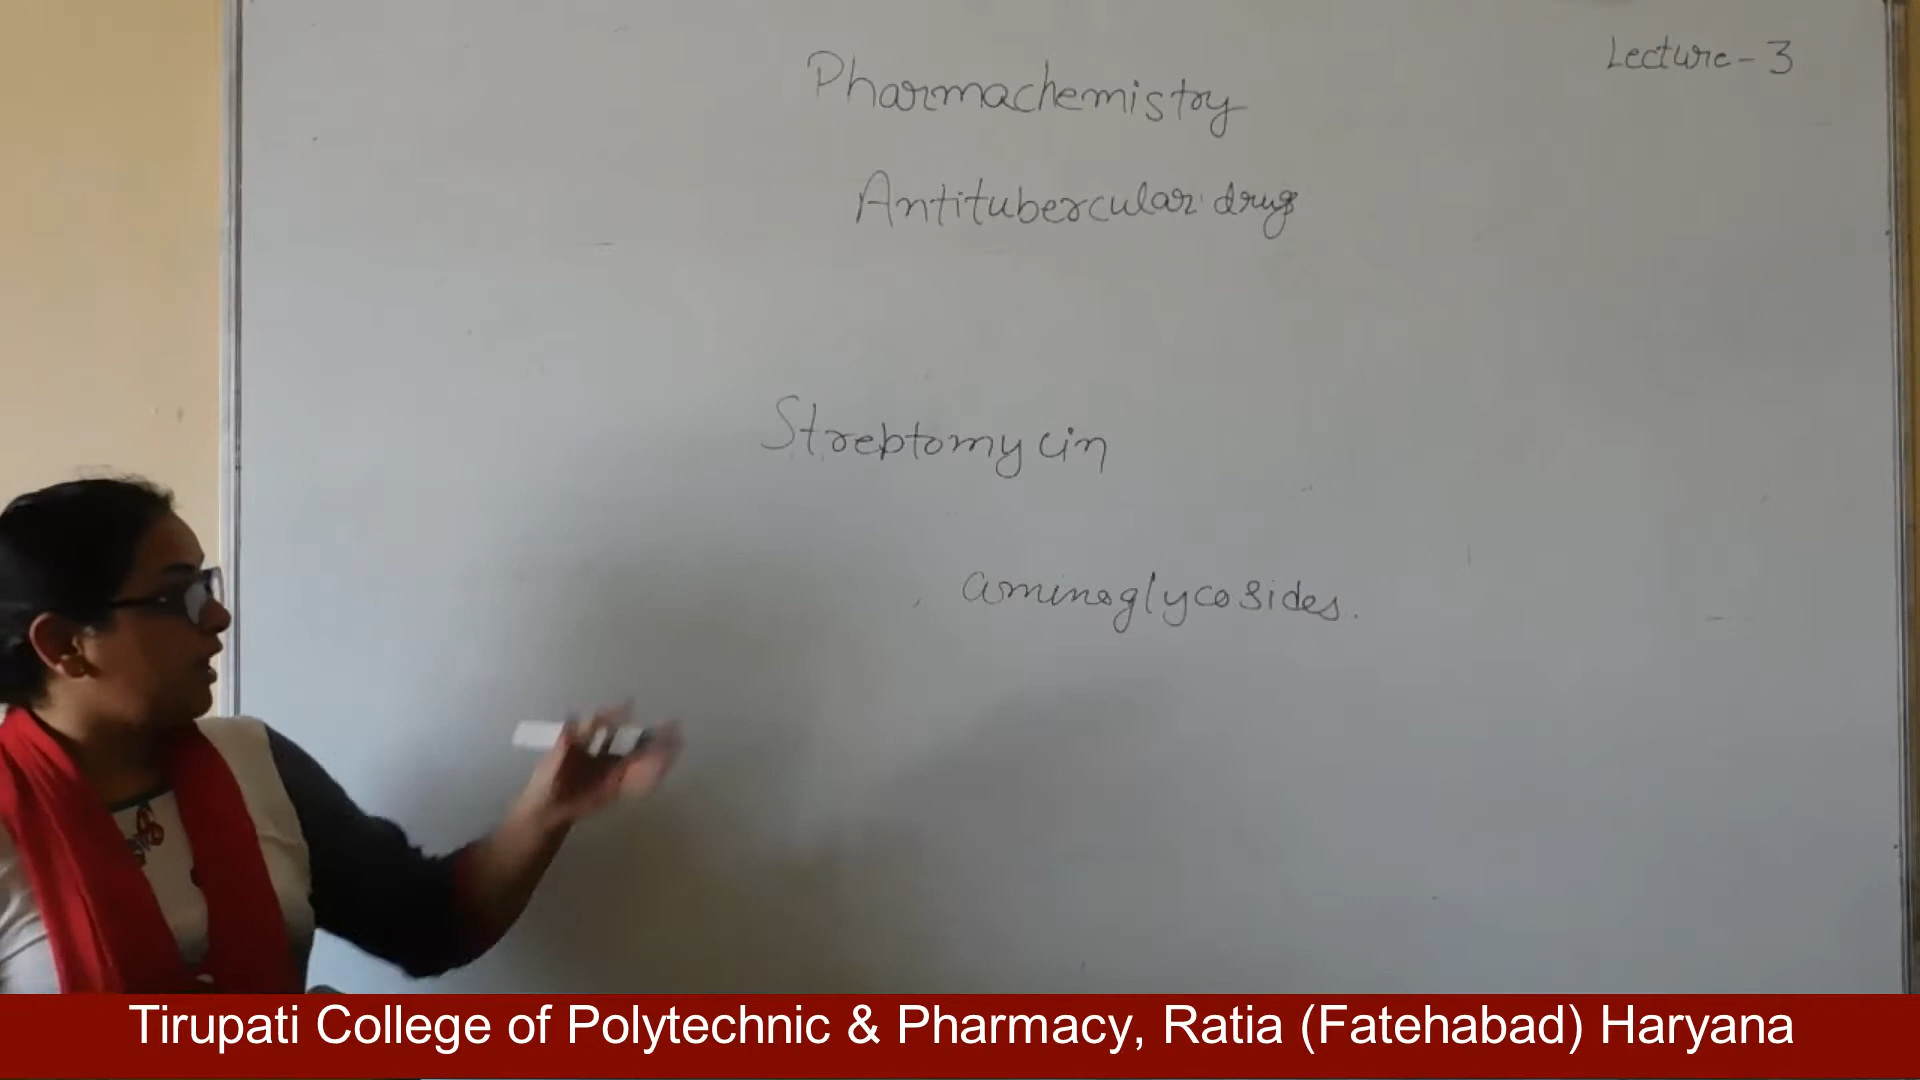 Lecture - 3
Pharmachemistry
Antitubercular drug
Streptomycin
aminoglycosides.
Tirupati College of Polytechnic & Pharmacy, Ratia (Fatehabad) Haryana